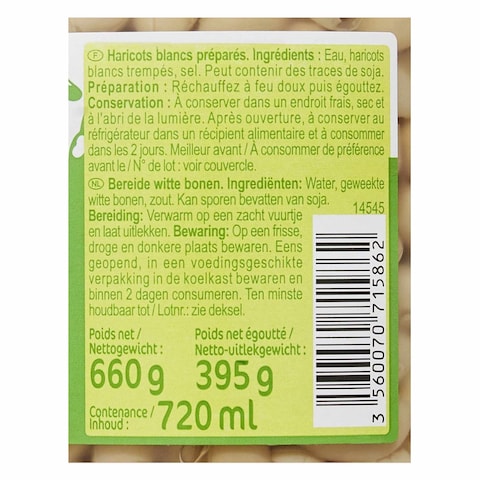 F Haricots blancs préparés. Ingrédients : Eau, haricots
blancs trempés, sel. Peut contenir des traces de soja.
Préparation : Réchauffez à feu doux puis égouttez.
Conservation : À conserver dans un endroit frais, sec et
à l'abri de la lumière. Après ouverture, à conserver au
réfrigérateur dans un récipient alimentaire et à consommer
dans les 2 jours. Meilleur avant / À consommer de préférence
avant le / N° de lot : voir couvercle.
NL Bereide witte bonen. Ingrediënten: Water, geweekte
witte bonen, zout. Kan sporen bevatten van soja.
Bereiding: Verwarm op een zacht vuurtje
en laat uitlekken. Bewaring: Op een frisse,
droge en donkere plaats bewaren. Eens
geopend, in een voedingsgeschikte
verpakking in de koelkast bewaren en
binnen 2 dagen consumeren. Ten minste
houdbaar tot / Lotnr.: zie deksel.
14545
3 560070 715862
Poids net /
Nettogewicht :
660 g
Poids net égoutté /
Netto-uitlekgewicht :
395 g
Contenance /
Inhoud :
720 ml